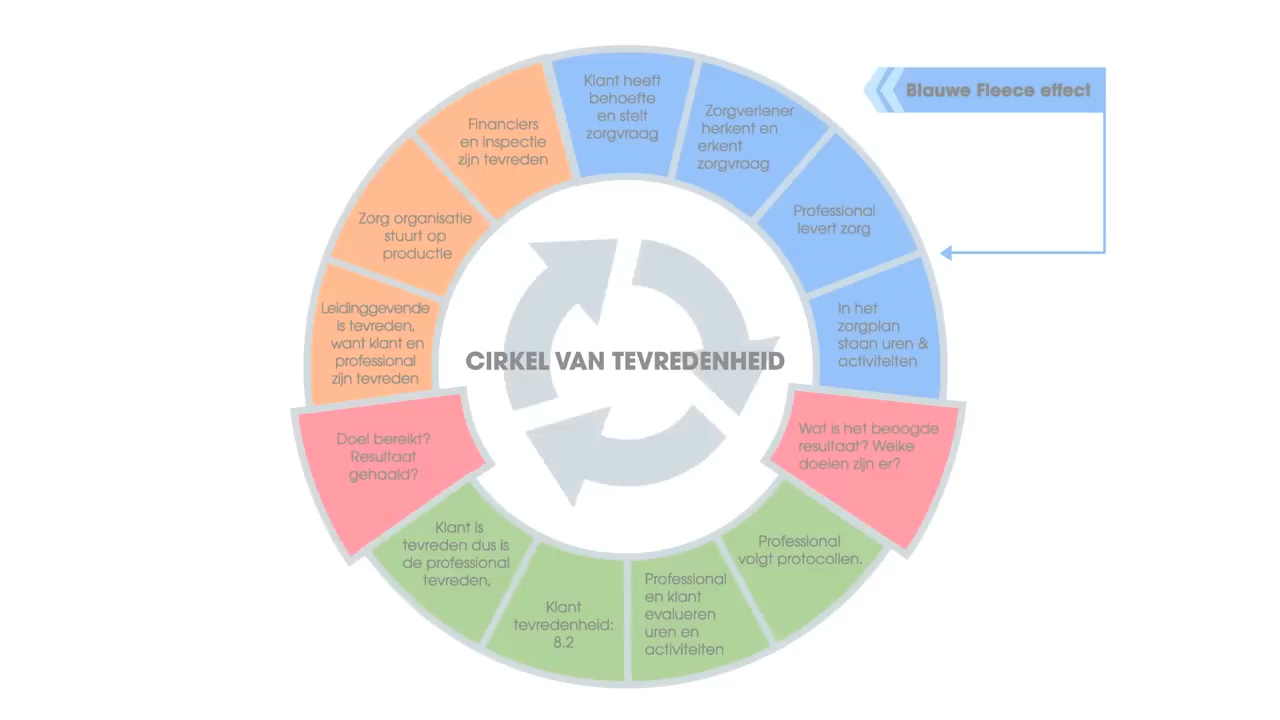 Klant heeft
behoefte
en stelt
zorgvraag
Zorgverlener
herkent en
erkent
zorgvraag
Professional
levert zorg
In het
zorgplan
staan uren &
activiteiten
Wat is het beoogde
resultaat? Welke
doelen zijn er?
Professional
volgt protocollen.
Professional
en klant
evalueren
uren en
activiteiten
Klant
tevredenheid:
8.2
Klant is
tevreden dus is
de professional
tevreden.
Doel bereikt?
Resultaat
gehaald?
Leidinggevende
is tevreden,
want klant en
professional
zijn tevreden
Zorg organisatie
stuurt op
productie
Financiers
en inspectie
zijn tevreden
CIRKEL VAN TEVREDENHEID
Blauwe Fleece effect